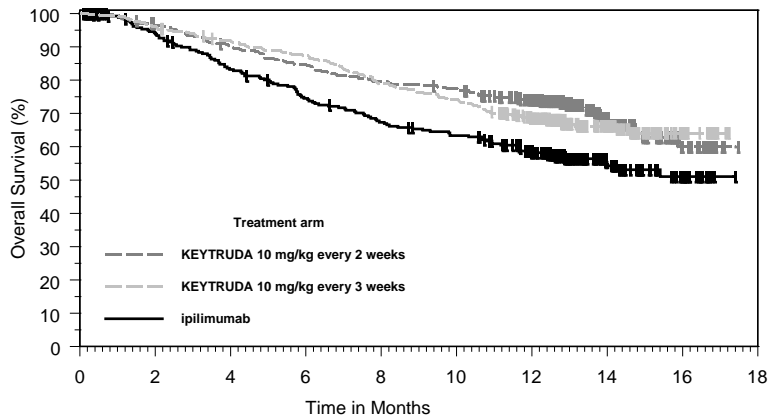 Overall Survival (%)
100
90
80
70
60
50
40
30
20
10
0
Treatment arm
KEYTRUDA 10 mg/kg every 2 weeks
KEYTRUDA 10 mg/kg every 3 weeks
ipilimumab
0 2 4 6 8 10 12 14 16 18
Time in Months